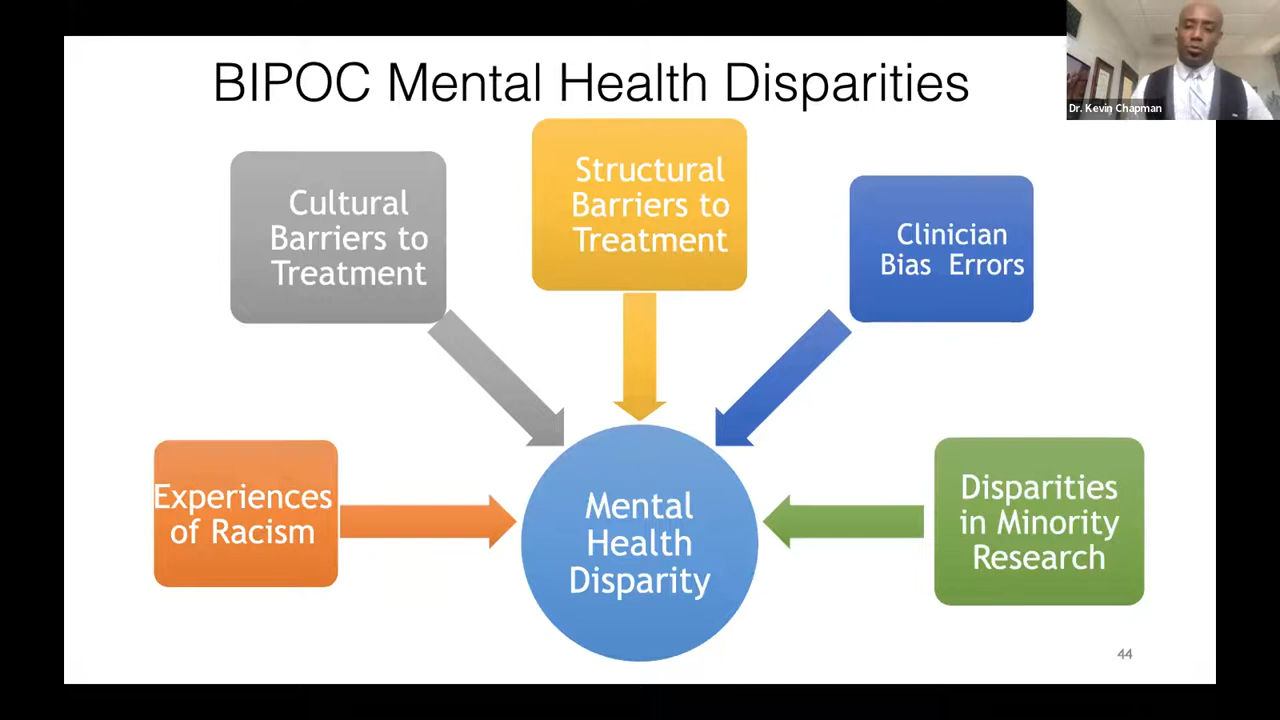 BIPOC Mental Health Disparities
Dr. Kevin Chapman
Cultural
Barriers to
Treatment
Structural
Barriers to
Treatment
Clinician
Bias  Errors
Experiences
of Racism
Mental
Health
Disparity
Disparities
in Minority
Research
44